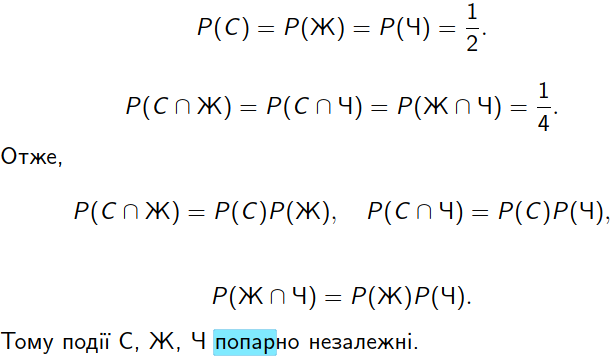 P(C) = P(Ж) = P(Ч) = 1/2.
P(C ∩ Ж) = P(C ∩ Ч) = P(Ж ∩ Ч) = 1/4.
Отже,
P(C ∩ Ж) = P(C)P(Ж), P(C ∩ Ч) = P(C)P(Ч),
P(Ж ∩ Ч) = P(Ж)P(Ч).
Тому події С, Ж, Ч попарно незалежні.